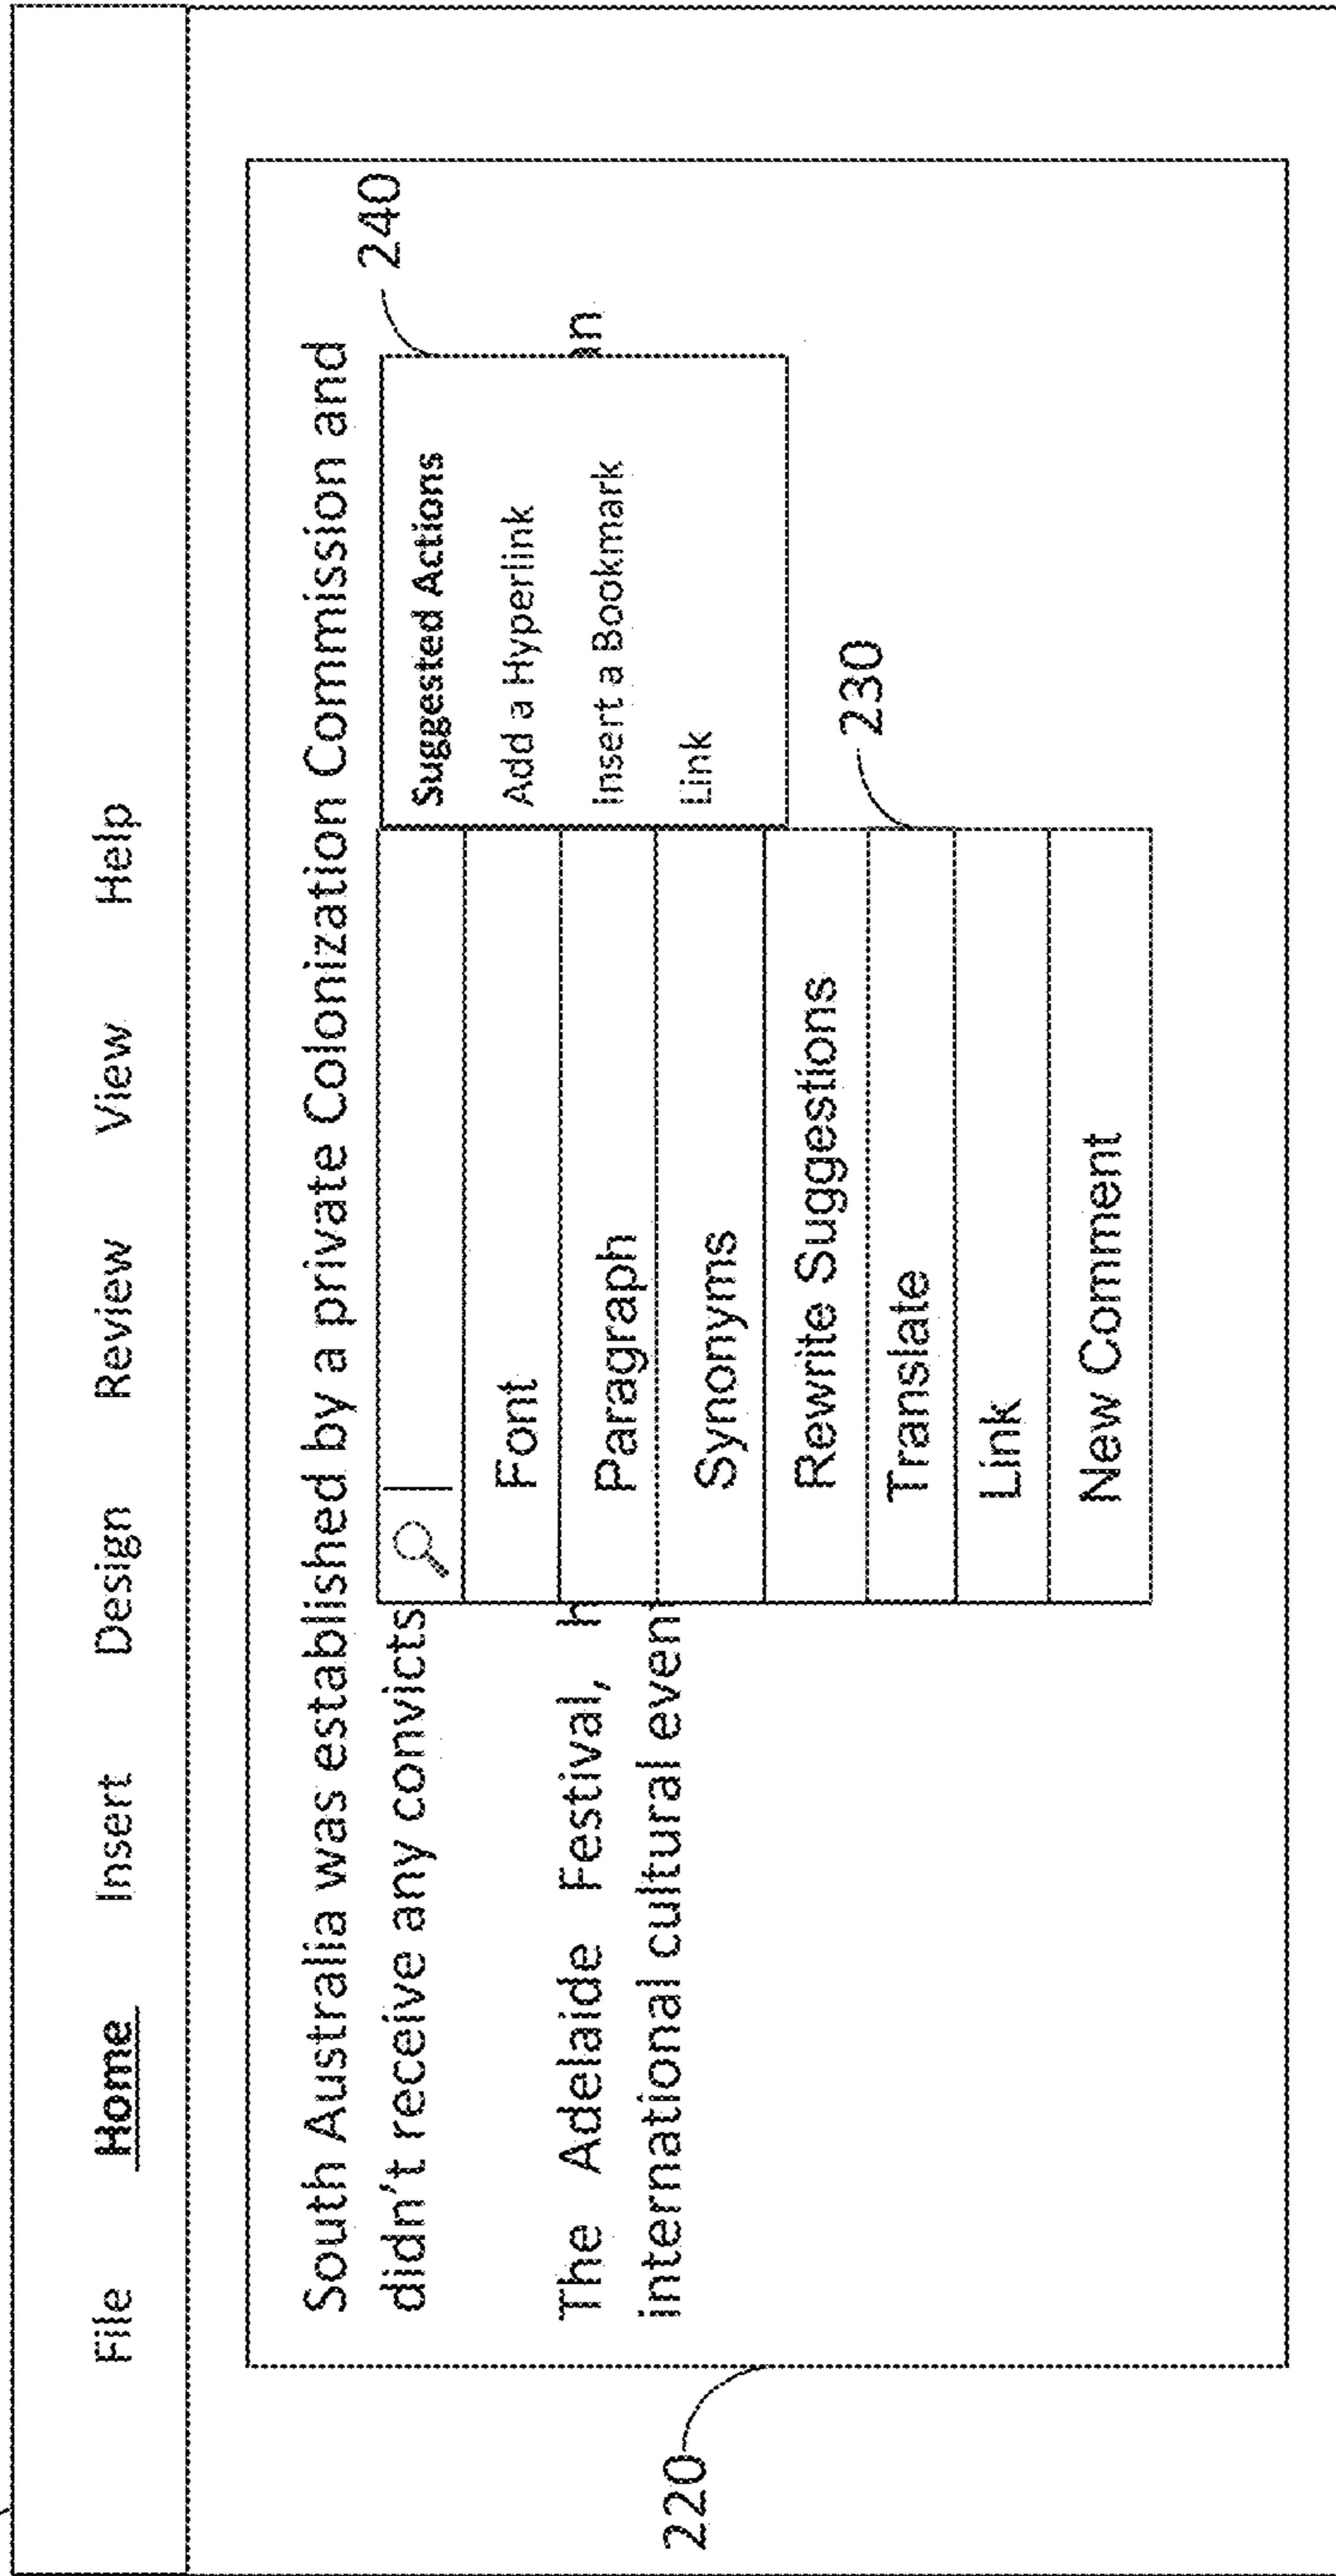 File Home Insert Design Review View Help
South Australia was established by a private Colonization Commission and
didn't receive any convicts
The Adelaide Festival, h an
international cultural even
240
Suggested Actions
Add a Hyperlink
Insert a Bookmark
Link
230
Font
Paragraph
Synonyms
Rewrite Suggestions
Translate
Link
New Comment
220